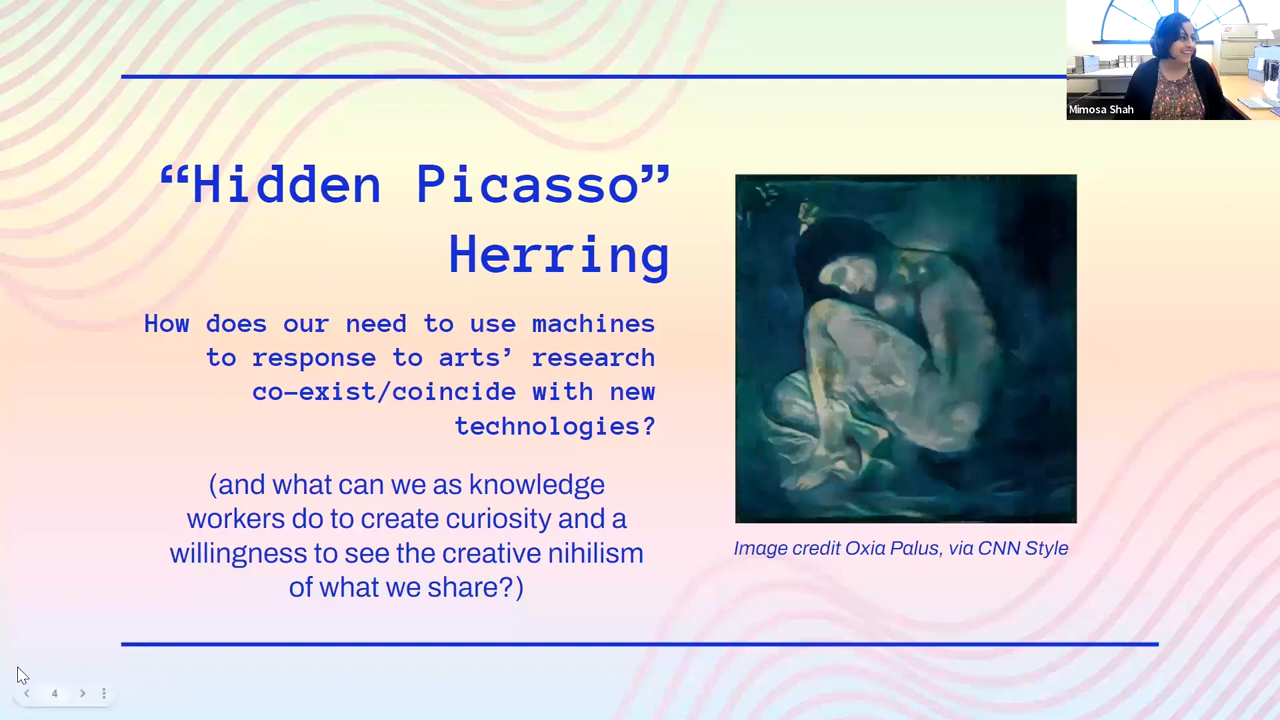 Mimosa Shah
“Hidden Picasso”
Herring
How does our need to use machines
to response to arts’ research
co-exist/coincide with new
technologies?
(and what can we as knowledge
workers do to create curiosity and a
willingness to see the creative nihilism
of what we share?)
Image credit Oxia Palus, via CNN Style
4